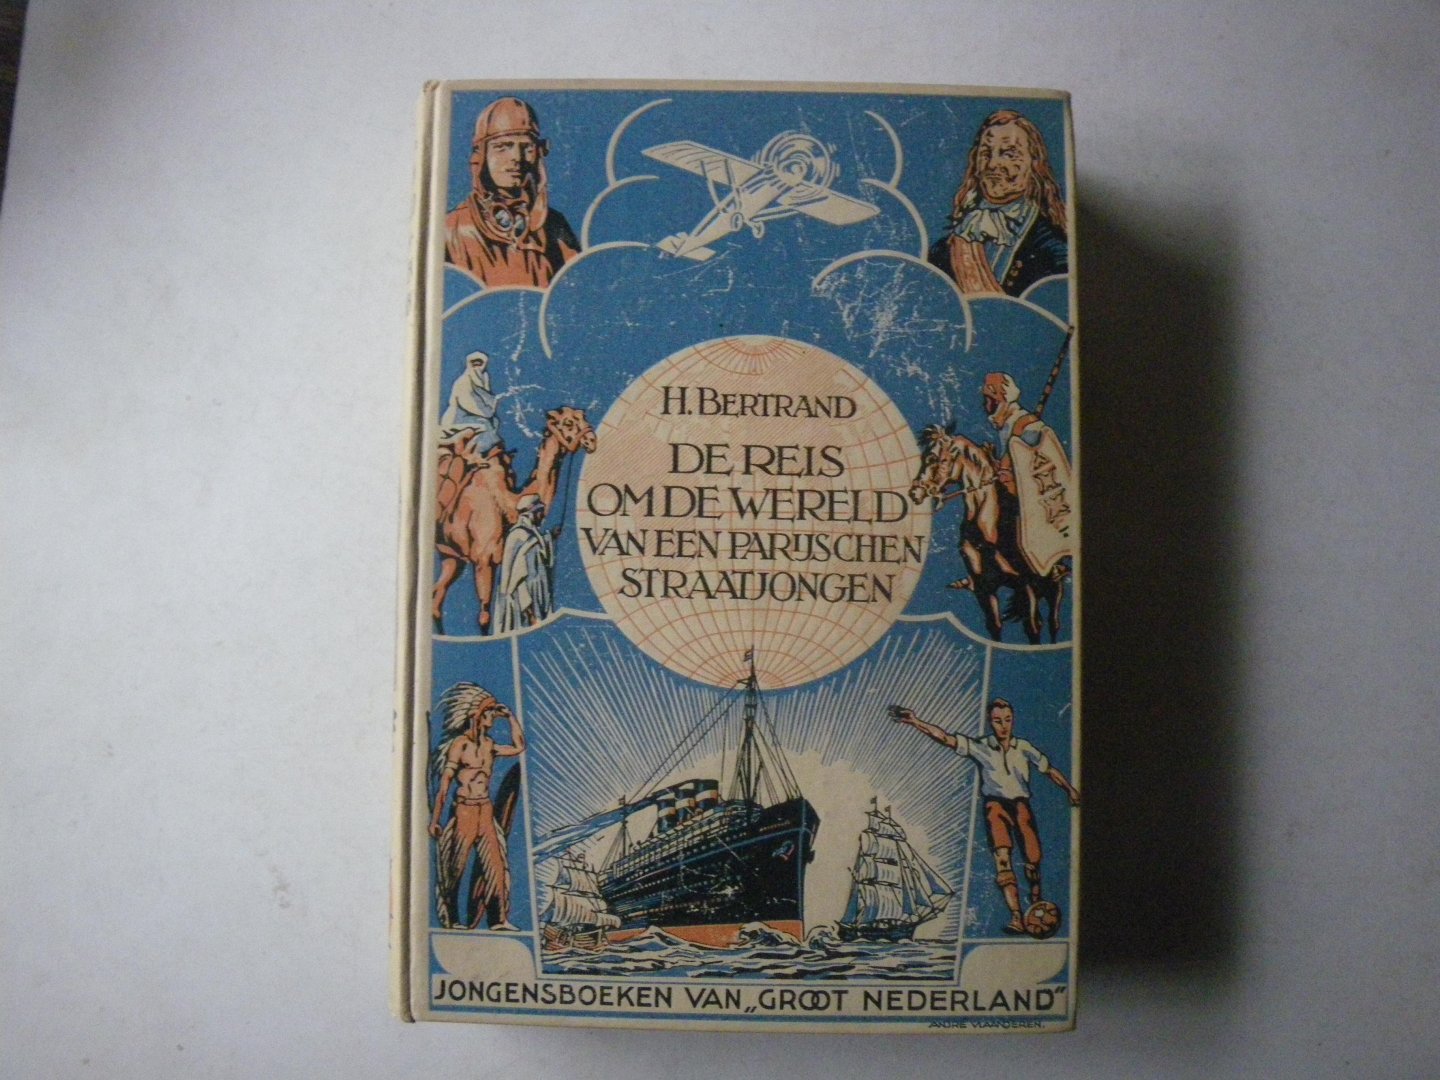 H. BERTRAND
DE REIS
OM DE WERELD
VAN EEN PARIJSCHEN
STRAATJONGEN
JONGENSBOEKEN VAN „GROOT NEDERLAND"
ANDRE VLAANDEREN.